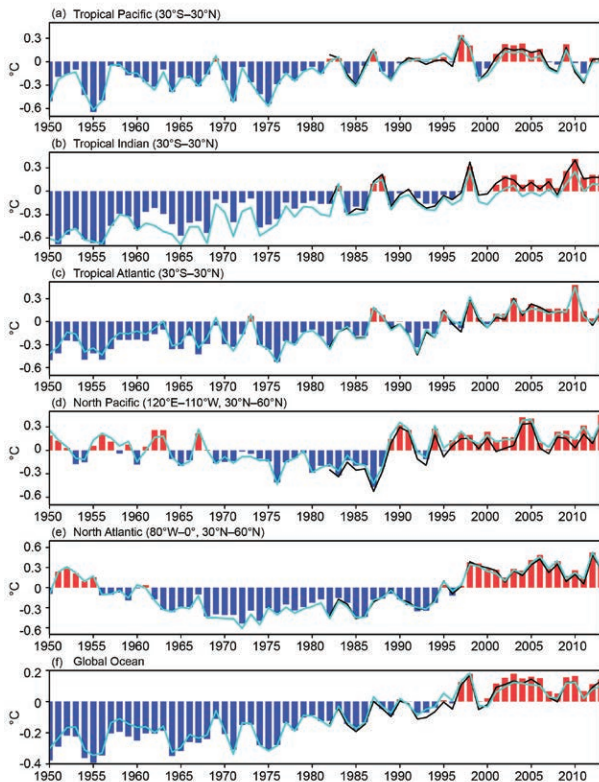 (a) Tropical Pacific (30°S–30°N)
0.3
0
-0.3
-0.6
°C
1950 1955 1960 1965 1970 1975 1980 1985 1990 1995 2000 2005 2010
(b) Tropical Indian (30°S–30°N)
0.3
0
-0.3
-0.6
°C
1950 1955 1960 1965 1970 1975 1980 1985 1990 1995 2000 2005 2010
(c) Tropical Atlantic (30°S–30°N)
0.3
0
-0.3
-0.6
°C
1950 1955 1960 1965 1970 1975 1980 1985 1990 1995 2000 2005 2010
(d) North Pacific (120°E–110°W, 30°N–60°N)
0.3
0
-0.3
-0.6
°C
1950 1955 1960 1965 1970 1975 1980 1985 1990 1995 2000 2005 2010
(e) North Atlantic (80°W–0°, 30°N–60°N)
0.6
0.3
0
-0.3
-0.6
°C
1950 1955 1960 1965 1970 1975 1980 1985 1990 1995 2000 2005 2010
(f) Global Ocean
0.2
0
-0.2
-0.4
°C
1950 1955 1960 1965 1970 1975 1980 1985 1990 1995 2000 2005 2010